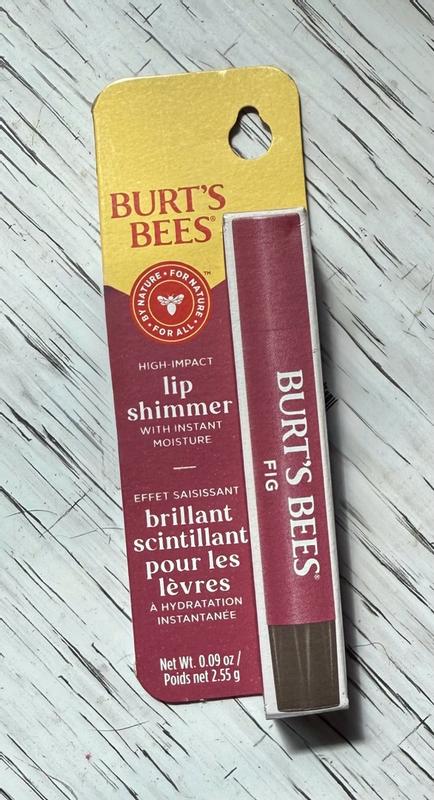 BURT'S
BEES®
BY NATURE • FOR NATURE • FOR ALL • ™
HIGH-IMPACT
lip
shimmer
WITH INSTANT
MOISTURE
EFFET SAISISSANT
brillant
scintillant
pour les
lèvres
À HYDRATATION
INSTANTANÉE
Net Wt. 0.09 oz /
Poids net 2.55 g
BURT'S BEES®
FIG